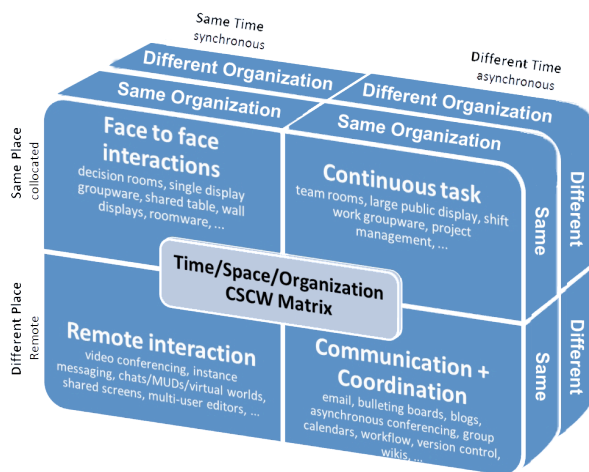 Same Time
synchronous
Different Time
asynchronous
Different Organization
Different Organization
Same Organization
Same Organization
Same Place
collocated
Face to face
interactions
decision rooms, single display
groupware, shared table, wall
displays, roomware, ...
Continuous task
team rooms, large public display, shift
work groupware, project
management, ...
Same
Different
Time/Space/Organization
CSCW Matrix
Different Place
Remote
Remote interaction
video conferencing, instance
messaging, chats/MUDs/virtual worlds,
shared screens, multi-user editors, ...
Communication +
Coordination
email, bulleting boards, blogs,
asynchronous conferencing, group
calendars, workflow, version control,
wikis, ...
Same
Different